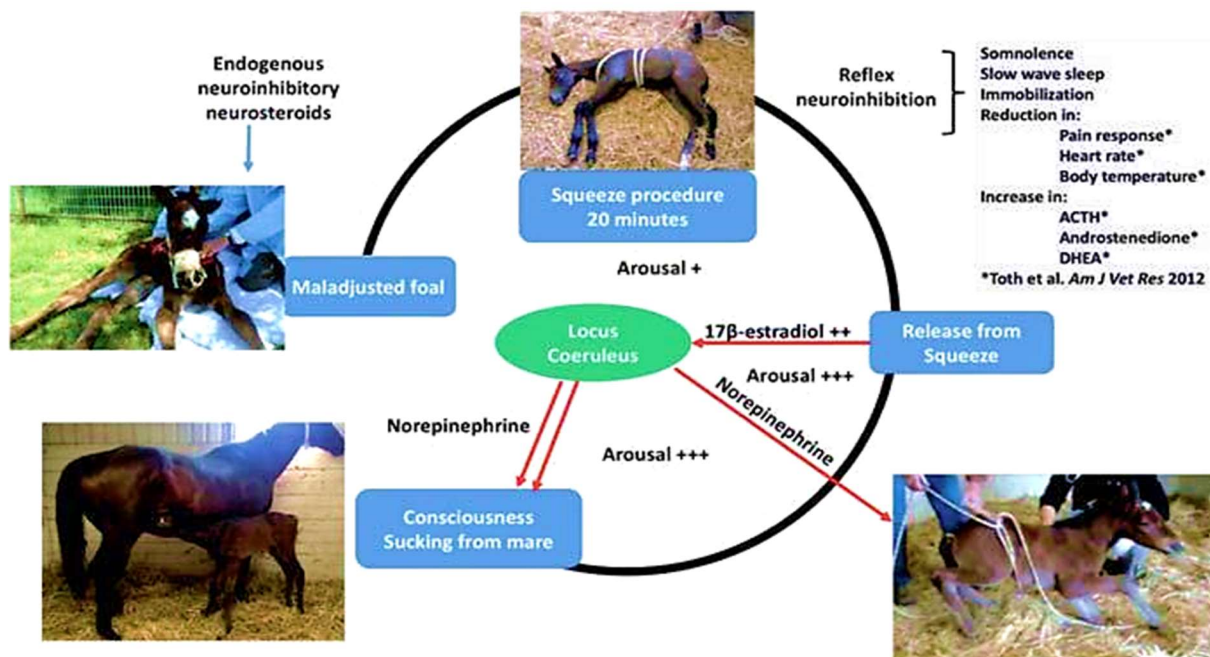 Endogenous
neuroinhibitory
neurosteroids
Maladjusted foal
Squeeze procedure
20 minutes
Arousal +
Reflex
neuroinhibition
Somnolence
Slow wave sleep
Immobilization
Reduction in:
Pain response*
Heart rate*
Body temperature*
Increase in:
ACTH*
Androstenedione*
DHEA*
*Toth et al. Am J Vet Res 2012
Locus
Coeruleus
17β-estradiol ++
Release from
Squeeze
Arousal +++
Norepinephrine
Norepinephrine
Arousal +++
Consciousness
Sucking from mare